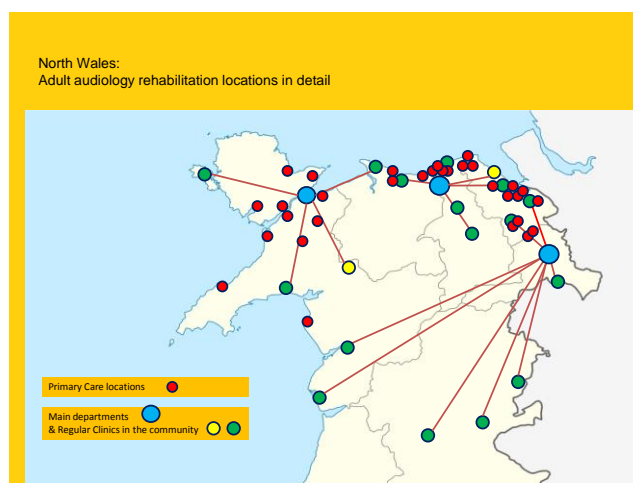 North Wales:
Adult audiology rehabilitation locations in detail
Primary Care locations
Main departments
& Regular Clinics in the community